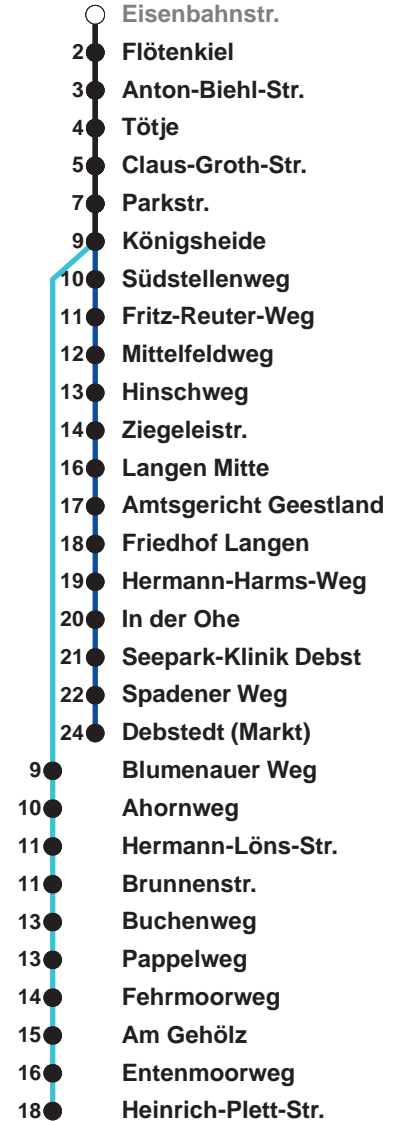 Eisenbahnstr.
2 Flötenkiel
3 Anton-Biehl-Str.
4 Tötje
5 Claus-Groth-Str.
7 Parkstr.
9 Königsheide
10 Südstellenweg
11 Fritz-Reuter-Weg
12 Mittelfeldweg
13 Hinschweg
14 Ziegeleistr.
16 Langen Mitte
17 Amtsgericht Geestland
18 Friedhof Langen
19 Hermann-Harms-Weg
20 In der Ohe
21 Seepark-Klinik Debst
22 Spadener Weg
24 Debstedt (Markt)
9 Blumenauer Weg
10 Ahornweg
11 Hermann-Löns-Str.
11 Brunnenstr.
13 Buchenweg
13 Pappelweg
14 Fehrmoorweg
15 Am Gehölz
16 Entenmoorweg
18 Heinrich-Plett-Str.